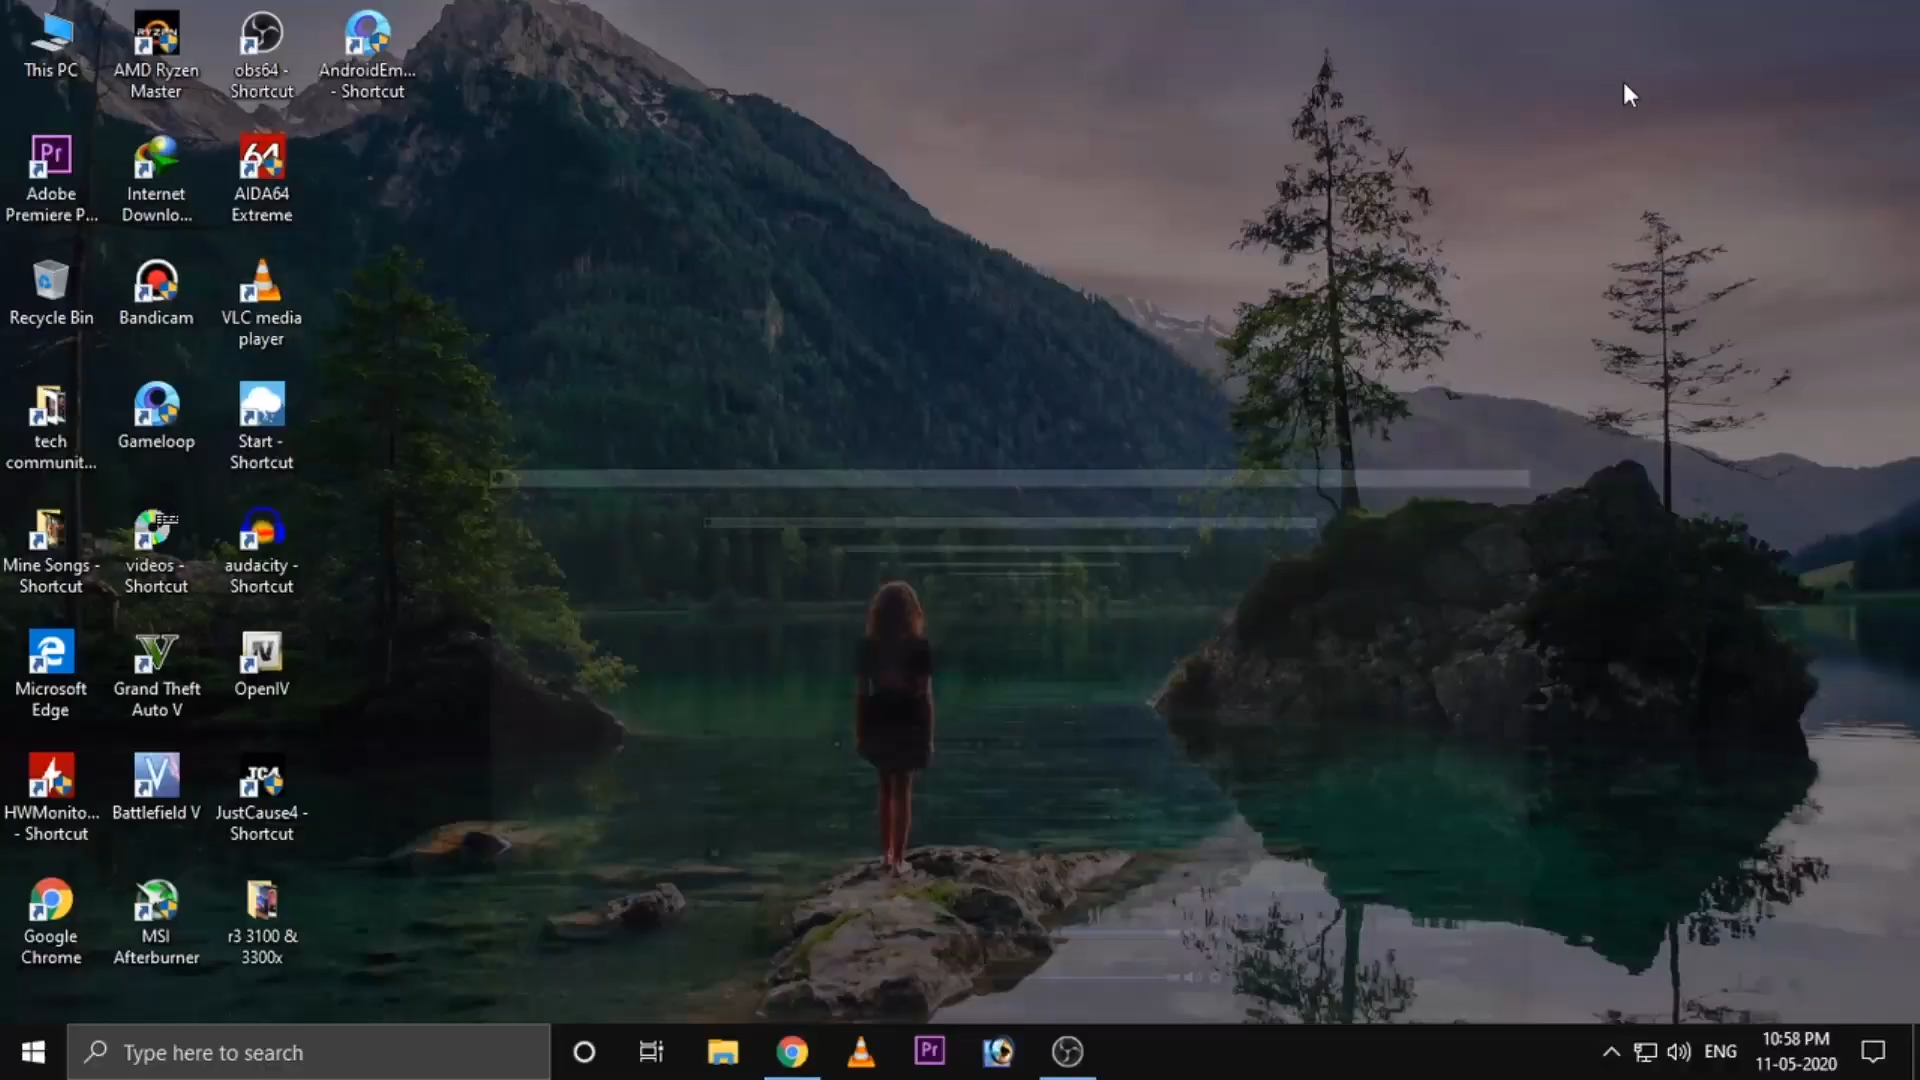 This PC
AMD Ryzen
Master
obs64 -
Shortcut
AndroidEm...
- Shortcut
Adobe
Premiere P...
Internet
Downlo...
AIDA64
Extreme
Recycle Bin
Bandicam
VLC media
player
tech
communit...
Gameloop
Start -
Shortcut
Mine Songs -
Shortcut
videos -
Shortcut
audacity -
Shortcut
Microsoft
Edge
Grand Theft
Auto V
OpenIV
HWMonito...
- Shortcut
Battlefield V
JustCause4 -
Shortcut
Google
Chrome
MSI
Afterburner
r3 3100 &
3300x
Type here to search
Pr
ENG
10:58 PM
11-05-2020